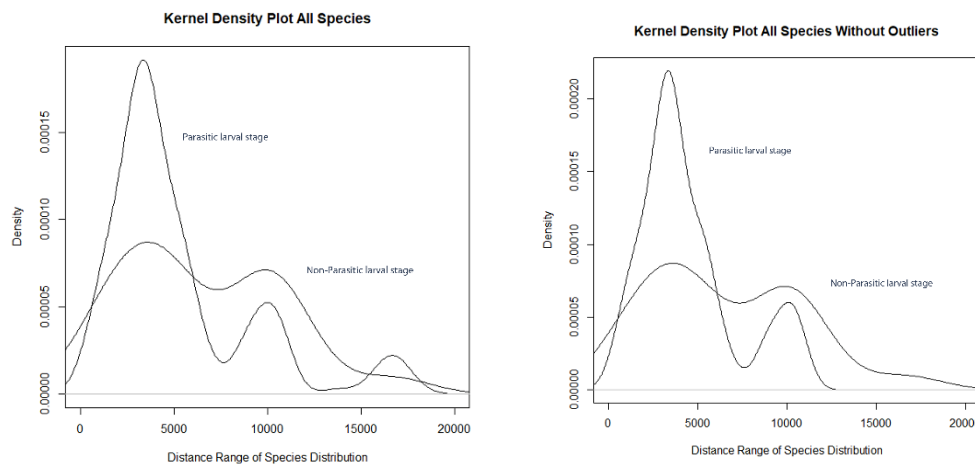 Kernel Density Plot All Species
Density
0.00015
0.00010
0.00005
0.00000
Parasitic larval stage
Non-Parasitic larval stage
0 5000 10000 15000 20000
Distance Range of Species Distribution
Kernel Density Plot All Species Without Outliers
Density
0.00020
0.00015
0.00010
0.00005
0.00000
Parasitic larval stage
Non-Parasitic larval stage
0 5000 10000 15000 20000
Distance Range of Species Distribution